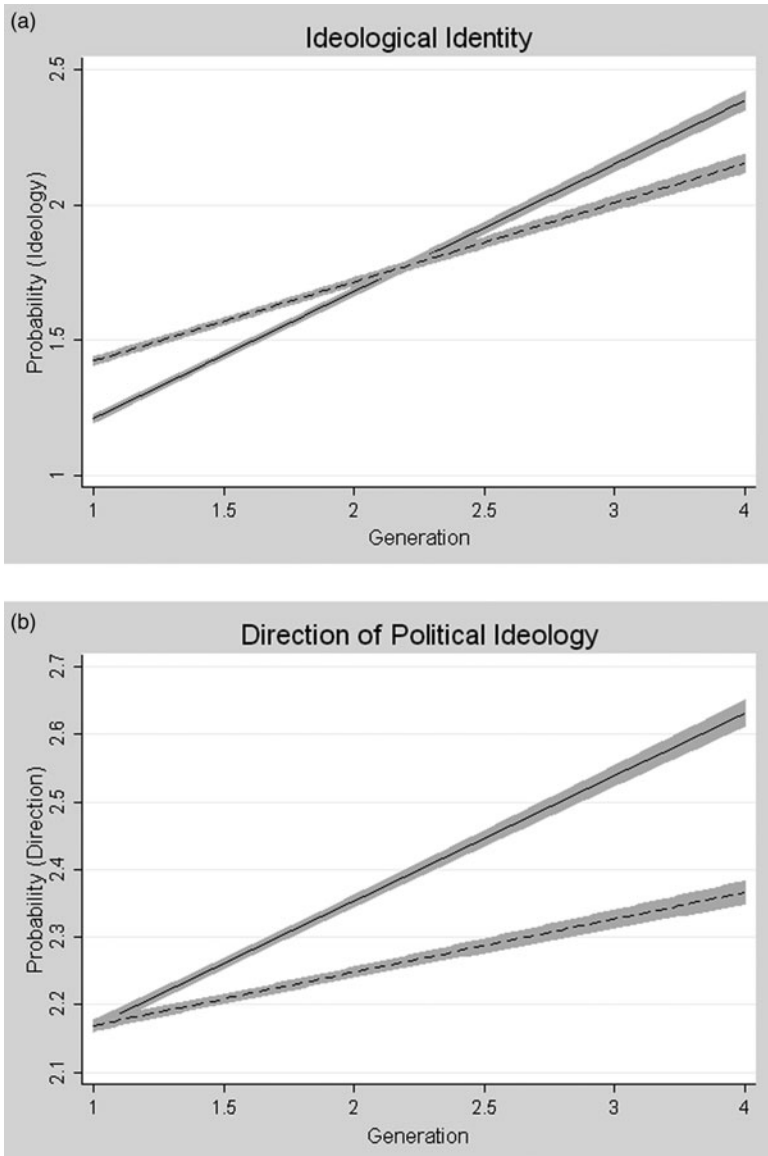 (a)
Ideological Identity
Probability (Ideology)
2.5
2
1.5
1
1 1.5 2 2.5 3 3.5 4
Generation
(b)
Direction of Political Ideology
Probability (Direction)
2.7
2.6
2.5
2.4
2.3
2.2
2.1
1 1.5 2 2.5 3 3.5 4
Generation